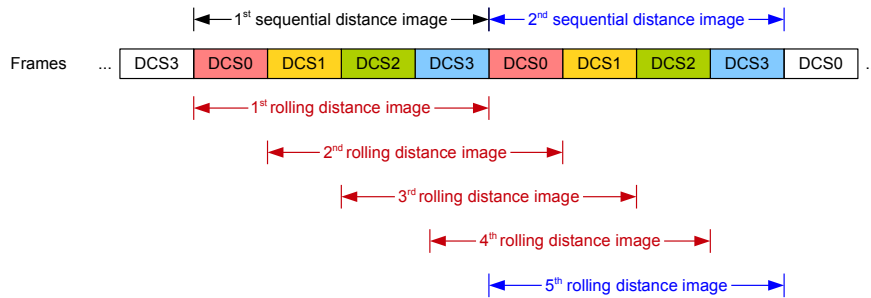 1st sequential distance image 2nd sequential distance image
Frames ... DCS3 DCS0 DCS1 DCS2 DCS3 DCS0 DCS1 DCS2 DCS3 DCS0 .
1st rolling distance image
2nd rolling distance image
3rd rolling distance image
4th rolling distance image
5th rolling distance image